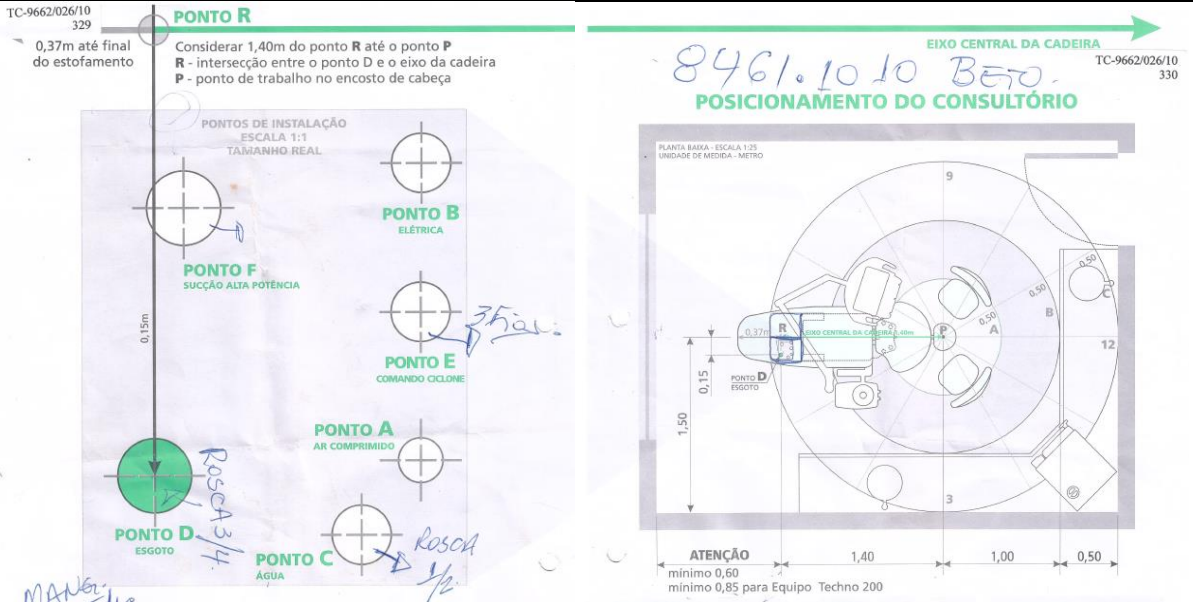 TC-9662/026/10
329
PONTO R
0,37m até final
do estofamento
Considerar 1,40m do ponto R até o ponto P
R - intersecção entre o ponto D e o eixo da cadeira
P - ponto de trabalho no encosto de cabeça
PONTOS DE INSTALAÇÃO
ESCALA 1:1
TAMANHO REAL
PONTO B
ELÉTRICA
PONTO F
SUCÇÃO ALTA POTÊNCIA
0,15m
PONTO E
COMANDO CICLONE
PONTO A
AR COMPRIMIDO
ROSCA 3/4.
PONTO D
ESGOTO
PONTO C
ÁGUA
ROSCA
1/2.
EIXO CENTRAL DA CADEIRA
TC-9662/026/10
330
8461.1010 BETO.
POSICIONAMENTO DO CONSULTÓRIO
PLANTA BAIXA - ESCALA 1:25
UNIDADE DE MEDIDA - METRO
9
0,50
C
0,50
B
0,50
A
12
0,37m
R
EIXO CENTRAL DA CADEIRA 1,40m
P
0,15
PONTO D
ESGOTO
1,50
3
ATENÇÃO
1,40
1,00
0,50
mínimo 0,60
mínimo 0,85 para Equipo Techno 200